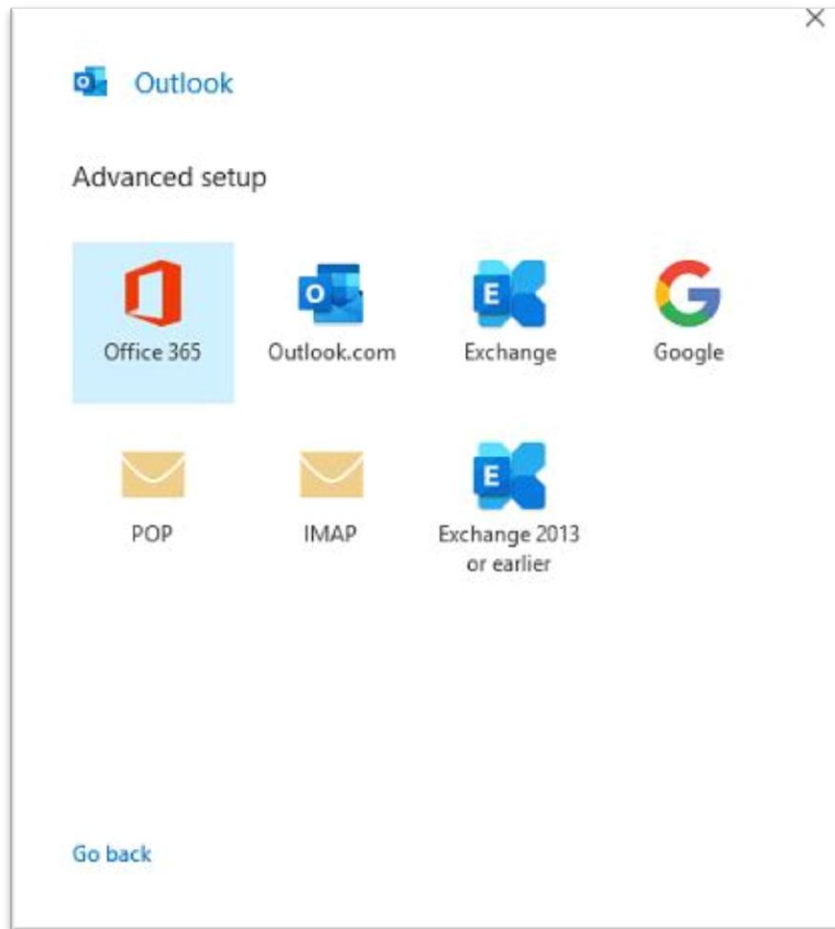 Outlook
Advanced setup
Office 365
Outlook.com
Exchange
Google
POP
IMAP
Exchange 2013
or earlier
Go back